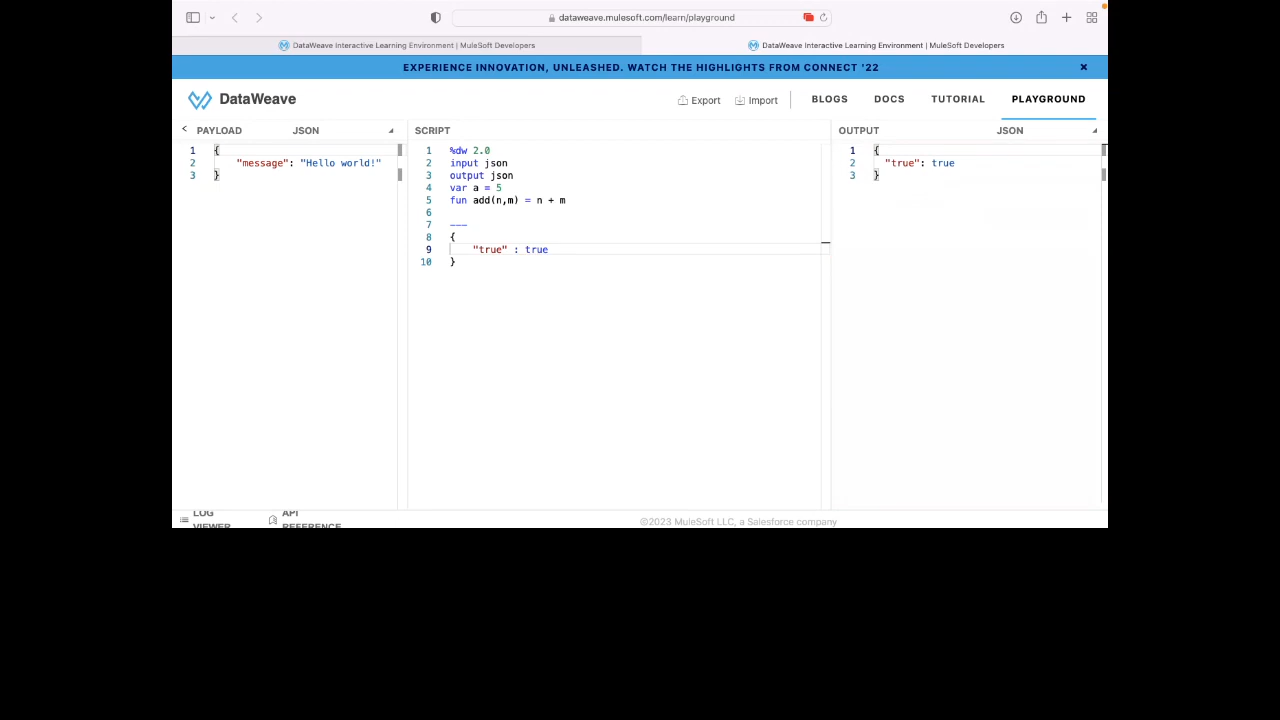 dataweave.mulesoft.com/learn/playground
DataWeave Interactive Learning Environment | MuleSoft Developers
DataWeave Interactive Learning Environment | MuleSoft Developers
EXPERIENCE INNOVATION, UNLEASHED. WATCH THE HIGHLIGHTS FROM CONNECT '22
DataWeave
Export
Import
BLOGS
DOCS
TUTORIAL
PLAYGROUND
PAYLOAD
JSON
1 {
2 "message": "Hello world!"
3 }
SCRIPT
1 %dw 2.0
2 input json
3 output json
4 var a = 5
5 fun add(n,m) = n + m
6
7 ---
8 {
9 "true" : true
10 }
OUTPUT
JSON
1 {
2 "true": true
3 }
LOG
VIEWER
API
REFERENCE
©2023 MuleSoft LLC, a Salesforce company